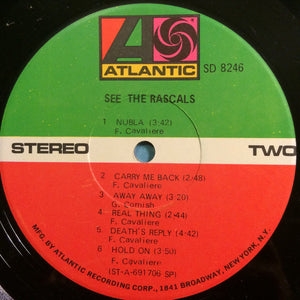 A
ATLANTIC SD 8246
SEE THE RASCALS
1 NUBLA (3:42)
F. Cavaliere
STEREO TWO
2 CARRY ME BACK (2:48)
F. Cavaliere
3 AWAY AWAY (3:20)
G. Cornish
4 REAL THING (2:44)
F. Cavaliere
5 DEATH'S REPLY (4:42)
F. Cavaliere
6 HOLD ON (3:50)
F. Cavaliere
(ST-A-691706 SP)
MFG. BY ATLANTIC RECORDING CORP., 1841 BROADWAY, NEW YORK, N.Y.